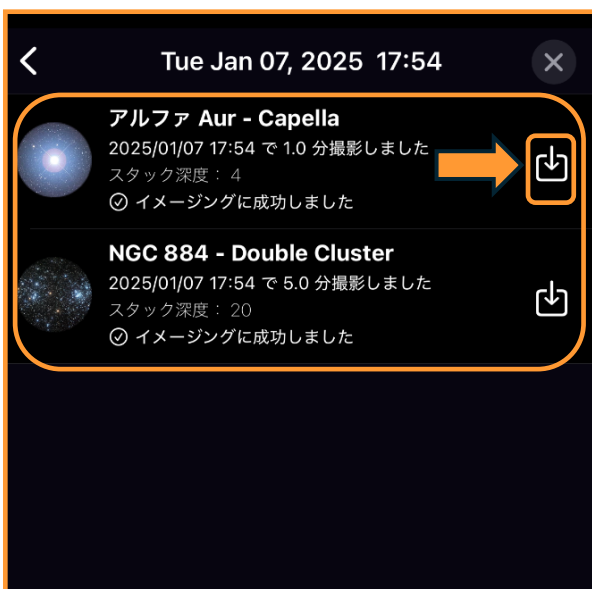 Tue Jan 07, 2025 17:54
アルファ Aur - Capella
2025/01/07 17:54 で 1.0 分撮影しました
スタック深度： 4
イメージングに成功しました
NGC 884 - Double Cluster
2025/01/07 17:54 で 5.0 分撮影しました
スタック深度： 20
イメージングに成功しました